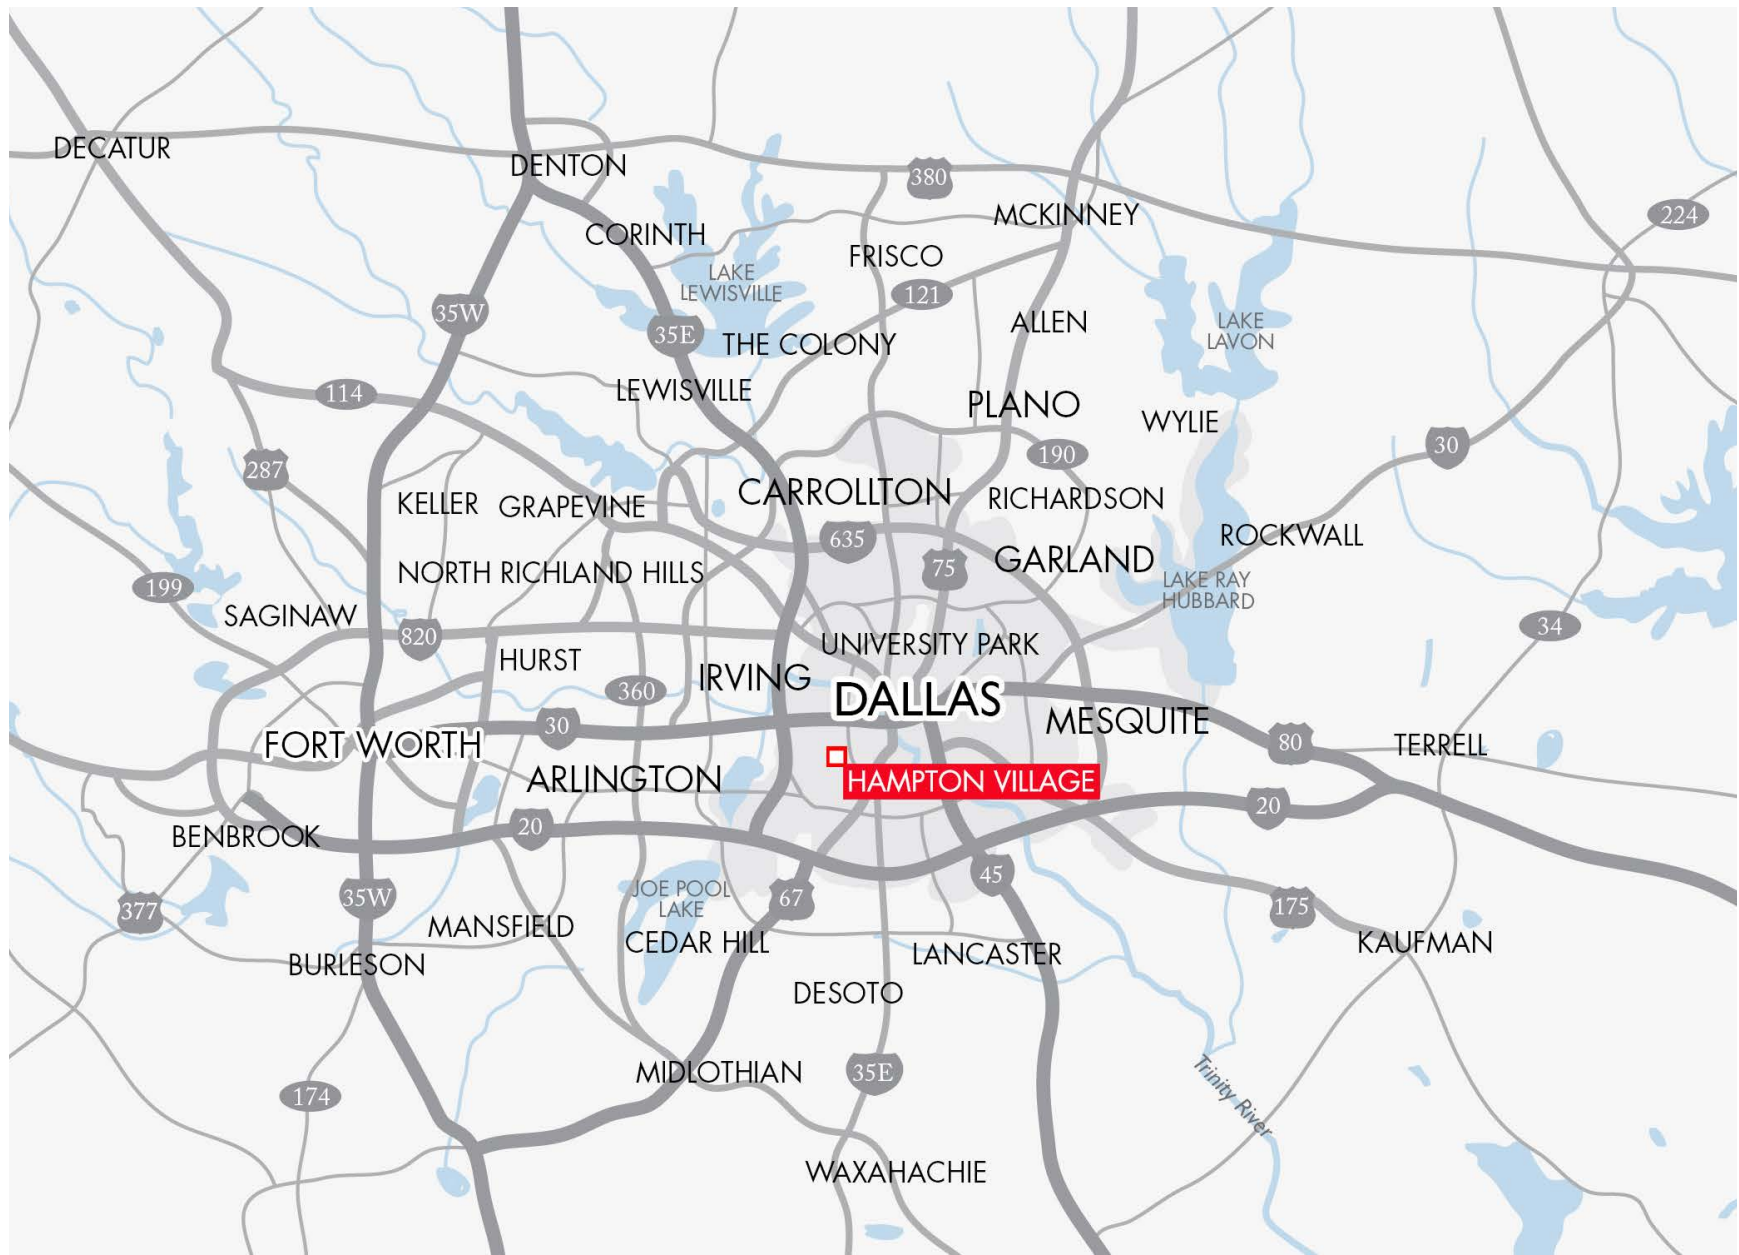 DECATUR
DENTON
380
MCKINNEY
224
CORINTH
FRISCO
LAKE
LEWISVILLE
121
35W
35E
THE COLONY
ALLEN
LAKE
LAVON
114
LEWISVILLE
PLANO
WYLIE
30
190
287
KELLER
GRAPEVINE
CARROLLTON
RICHARDSON
ROCKWALL
635
75
GARLAND
NORTH RICHLAND HILLS
LAKE RAY
HUBBARD
199
SAGINAW
820
34
UNIVERSITY PARK
HURST
IRVING
360
DALLAS
MESQUITE
30
FORT WORTH
80
TERRELL
ARLINGTON
HAMPTON VILLAGE
20
20
BENBROOK
JOE POOL
LAKE
45
67
35W
377
175
MANSFIELD
CEDAR HILL
LANCASTER
KAUFMAN
BURLESON
DESOTO
MIDLOTHIAN
35E
174
Trinity River
WAXAHACHIE